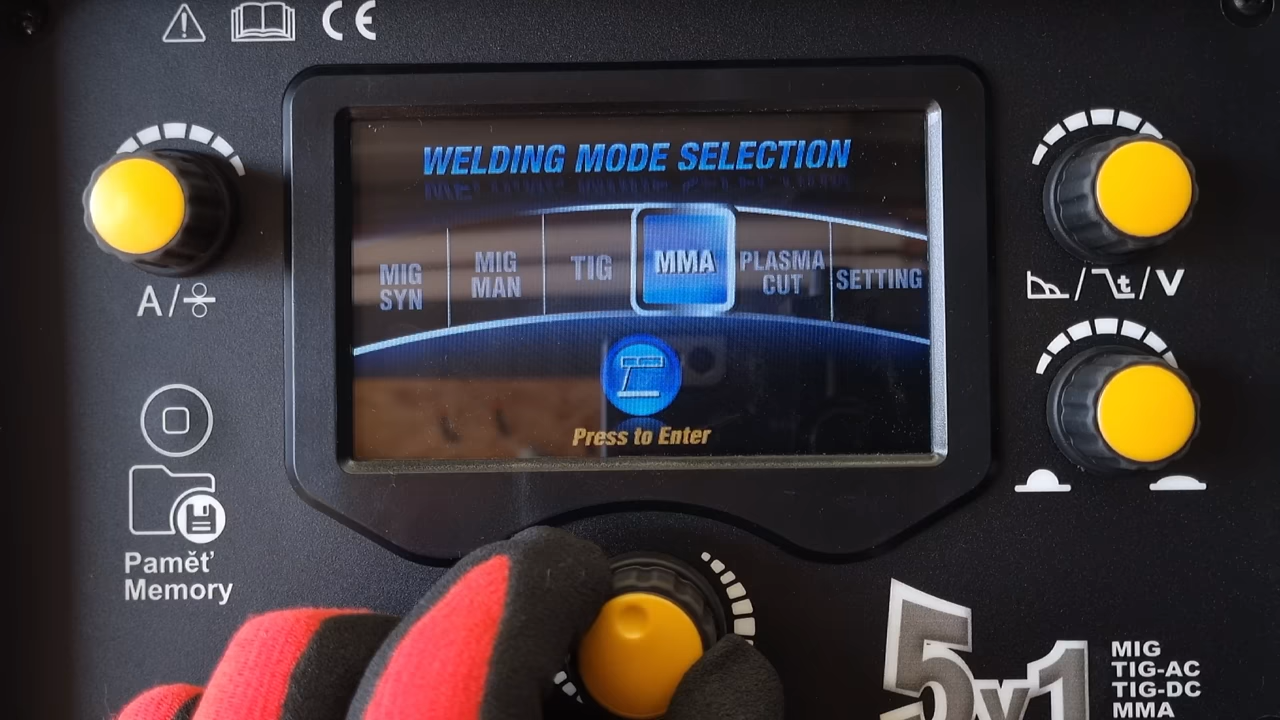 CE
WELDING MODE SELECTION
MIG SYN
MIG MAN
TIG
MMA
PLASMA CUT
SETTING
Press to Enter
A/
t/V
Paměť
Memory
5v1
MIG
TIG-AC
TIG-DC
MMA